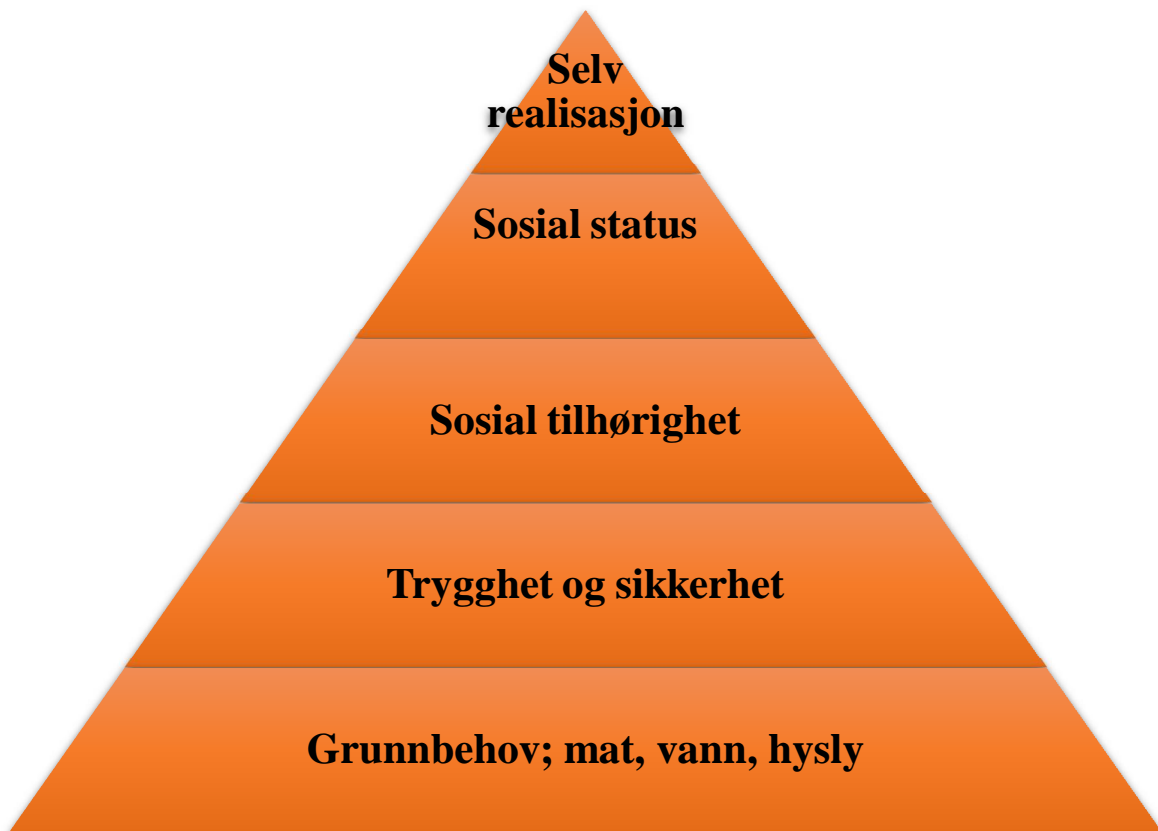 Selv
realisasjon
Sosial status
Sosial tilhørighet
Trygghet og sikkerhet
Grunnbehov; mat, vann, hysly